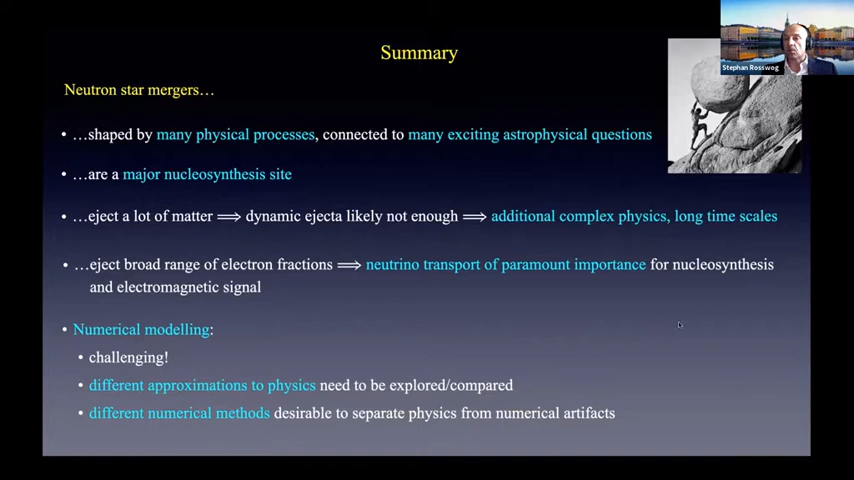 Summary
Stephan Rosswog
Neutron star mergers…
• …shaped by many physical processes, connected to many exciting astrophysical questions
• …are a major nucleosynthesis site
• …eject a lot of matter ⟹ dynamic ejecta likely not enough ⟹ additional complex physics, long time scales
• …eject broad range of electron fractions ⟹ neutrino transport of paramount importance for nucleosynthesis
and electromagnetic signal
• Numerical modelling:
• challenging!
• different approximations to physics need to be explored/compared
• different numerical methods desirable to separate physics from numerical artifacts